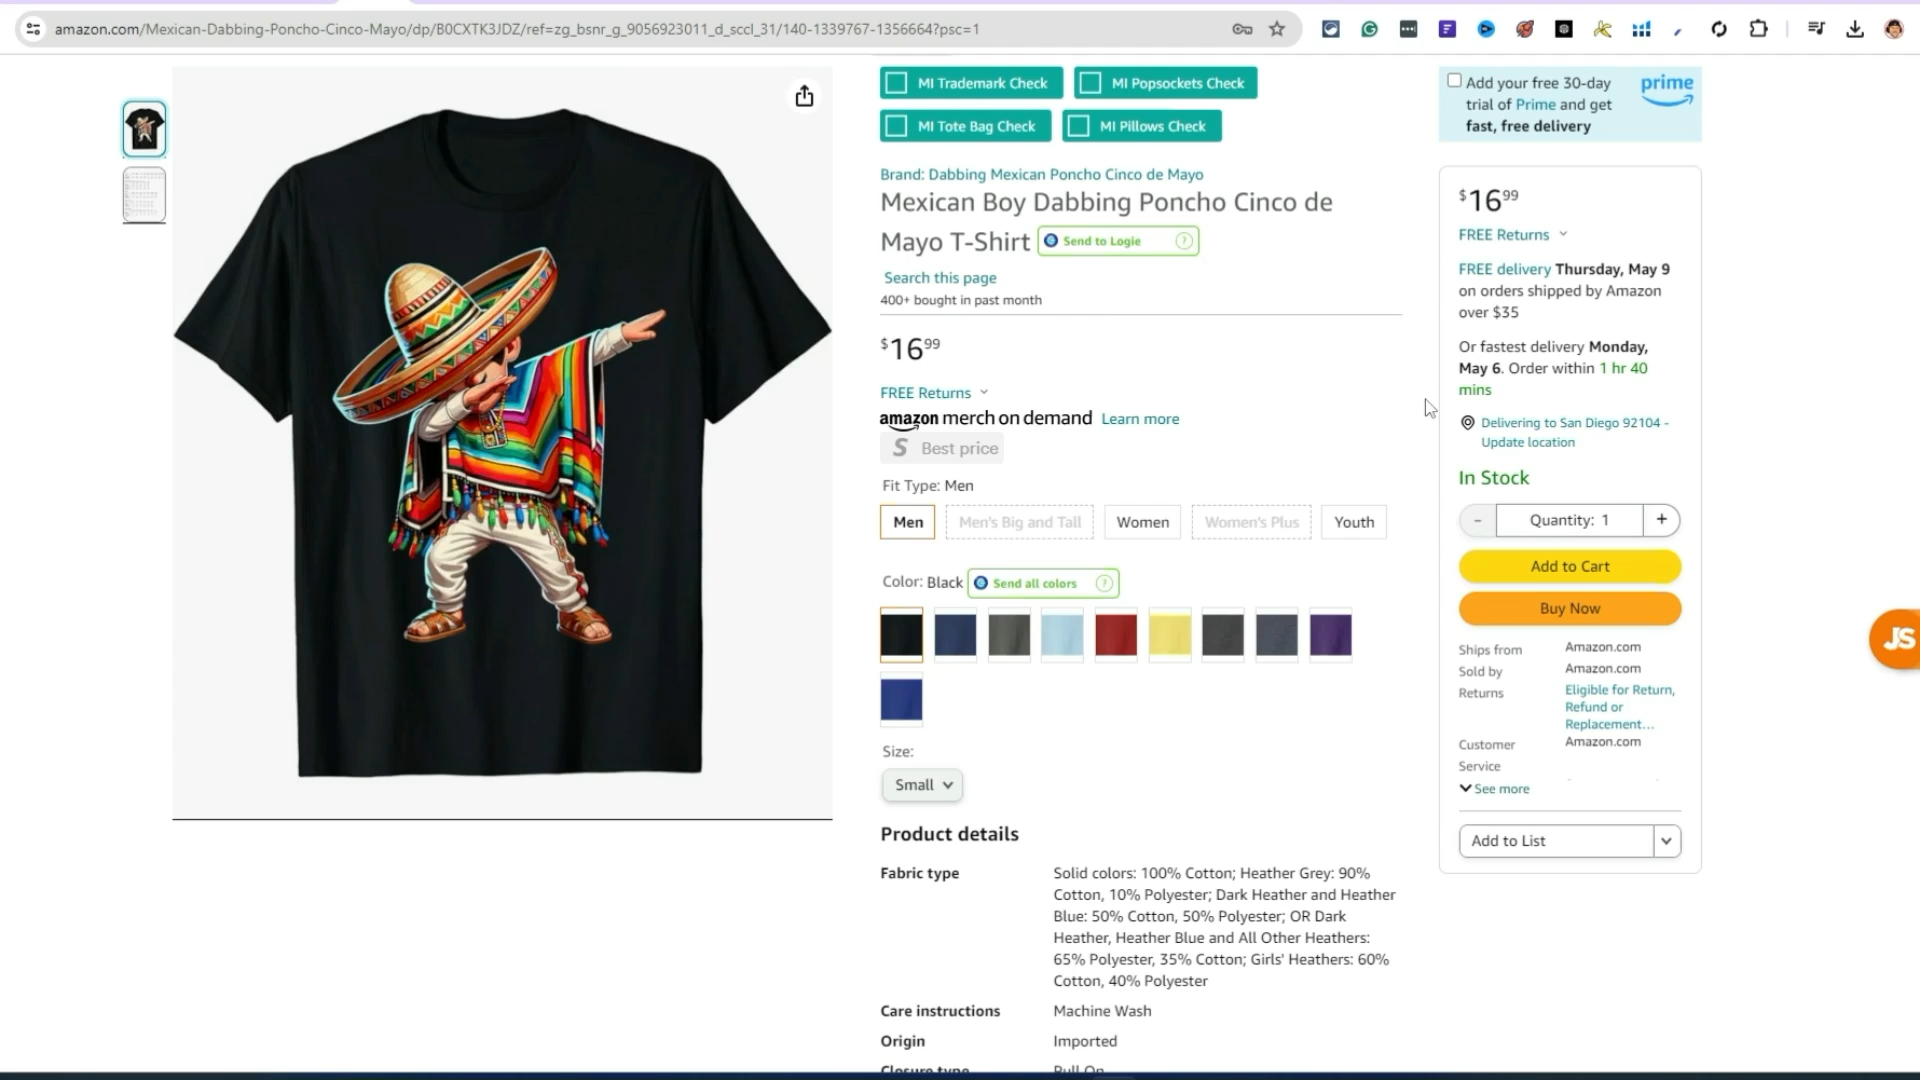 amazon.com/Mexican-Dabbing-Poncho-Cinco-Mayo/dp/B0CXTK3JDZ/ref=zg_bsnr_g_9056923011_d_sccl_31/140-1339767-1356664?psc=1
MI Trademark Check
MI Popsockets Check
MI Tote Bag Check
MI Pillows Check
Brand: Dabbing Mexican Poncho Cinco de Mayo
Mexican Boy Dabbing Poncho Cinco de
Mayo T-Shirt
Send to Logie
?
Search this page
400+ bought in past month
$16 99
FREE Returns
amazon merch on demand Learn more
S Best price
Fit Type: Men
Men
Men's Big and Tall
Women
Women's Plus
Youth
Color: Black
Send all colors
?
Size:
Small
Product details
Fabric type
Solid colors: 100% Cotton; Heather Grey: 90%
Cotton, 10% Polyester; Dark Heather and Heather
Blue: 50% Cotton, 50% Polyester; OR Dark
Heather, Heather Blue and All Other Heathers:
65% Polyester, 35% Cotton; Girls' Heathers: 60%
Cotton, 40% Polyester
Care instructions
Machine Wash
Origin
Imported
Closure type
Pull On
Add your free 30-day
trial of Prime and get
fast, free delivery
prime
$16 99
FREE Returns
FREE delivery Thursday, May 9
on orders shipped by Amazon
over $35
Or fastest delivery Monday,
May 6. Order within 1 hr 40
mins
Delivering to San Diego 92104 -
Update location
In Stock
- Quantity: 1 +
Add to Cart
Buy Now
Ships from
Amazon.com
Sold by
Amazon.com
Returns
Eligible for Return,
Refund or
Replacement...
Customer
Service
Amazon.com
See more
Add to List
JS